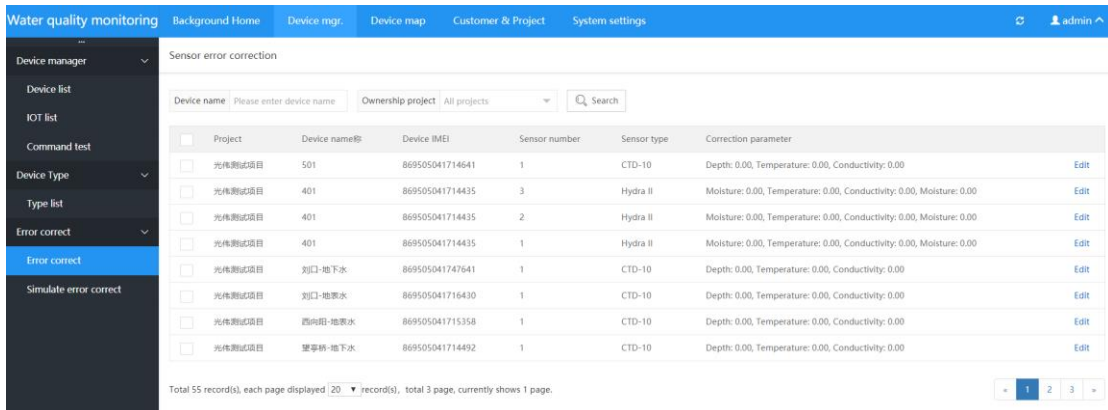 Water quality monitoring Background Home Device mgr. Device map Customer & Project System settings admin
...
Device manager
Device list
IOT list
Command test
Device Type
Type list
Error correct
Error correct
Simulate error correct
Sensor error correction
Device name Please enter device name Ownership project All projects Search
Project Device name称 Device IMEI Sensor number Sensor type Correction parameter
光伟测试项目 501 869505041714641 1 CTD-10 Depth: 0.00, Temperature: 0.00, Conductivity: 0.00 Edit
光伟测试项目 401 869505041714435 3 Hydra II Moisture: 0.00, Temperature: 0.00, Conductivity: 0.00, Moisture: 0.00 Edit
光伟测试项目 401 869505041714435 2 Hydra II Moisture: 0.00, Temperature: 0.00, Conductivity: 0.00, Moisture: 0.00 Edit
光伟测试项目 401 869505041714435 1 Hydra II Moisture: 0.00, Temperature: 0.00, Conductivity: 0.00, Moisture: 0.00 Edit
光伟测试项目 刘口-地下水 869505041747641 1 CTD-10 Depth: 0.00, Temperature: 0.00, Conductivity: 0.00 Edit
光伟测试项目 刘口-地表水 869505041716430 1 CTD-10 Depth: 0.00, Temperature: 0.00, Conductivity: 0.00 Edit
光伟测试项目 西向阳-地表水 869505041715358 1 CTD-10 Depth: 0.00, Temperature: 0.00, Conductivity: 0.00 Edit
光伟测试项目 望亭桥-地下水 869505041714492 1 CTD-10 Depth: 0.00, Temperature: 0.00, Conductivity: 0.00 Edit
Total 55 record(s), each page displayed 20 record(s), total 3 page, currently shows 1 page.
« 1 2 3 »